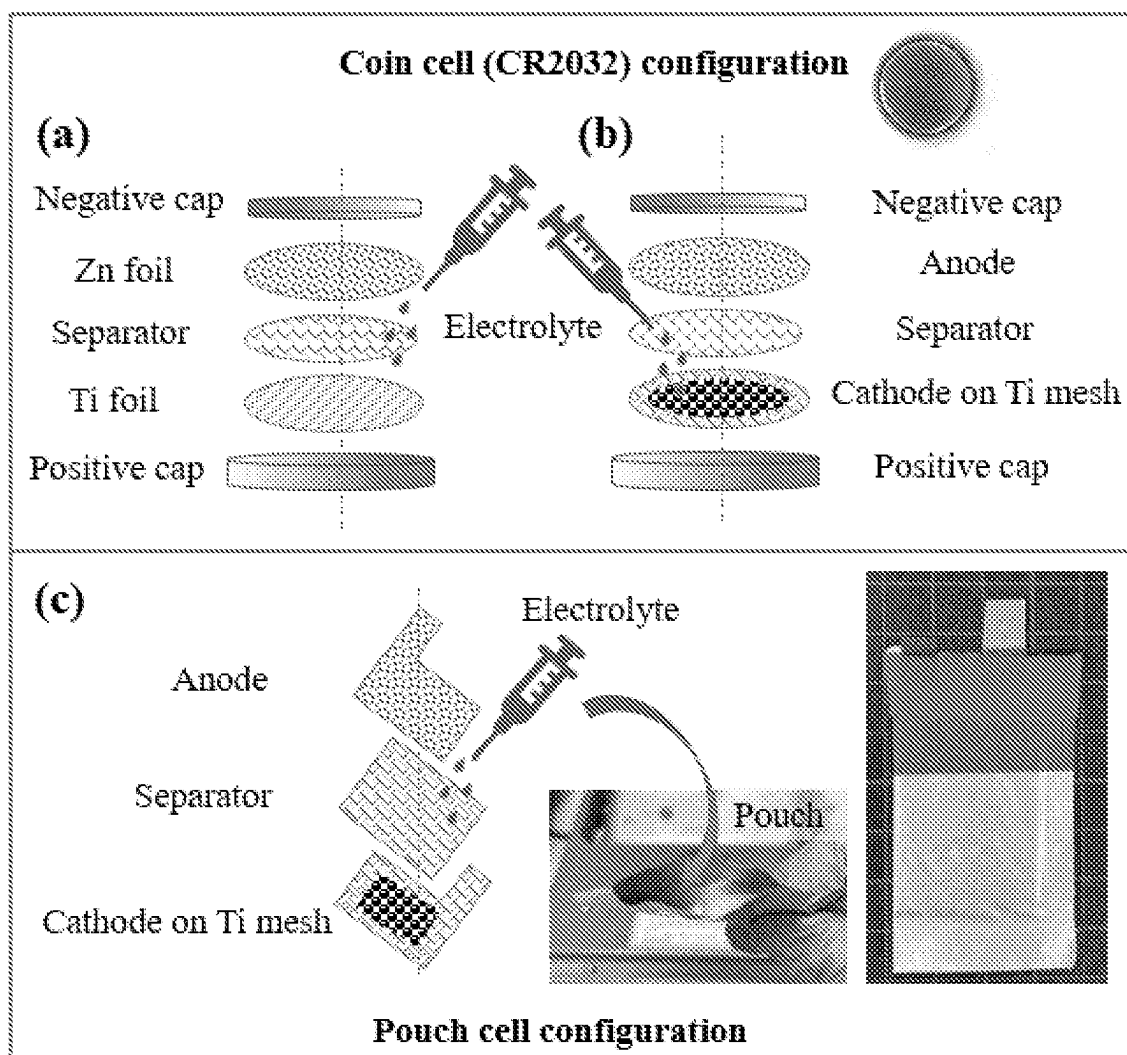 Coin cell (CR2032) configuration
(a)
(b)
Negative cap
Zn foil
Separator
Ti foil
Positive cap
Electrolyte
Negative cap
Anode
Separator
Cathode on Ti mesh
Positive cap
(c)
Electrolyte
Anode
Separator
Cathode on Ti mesh
Pouch
Pouch cell configuration